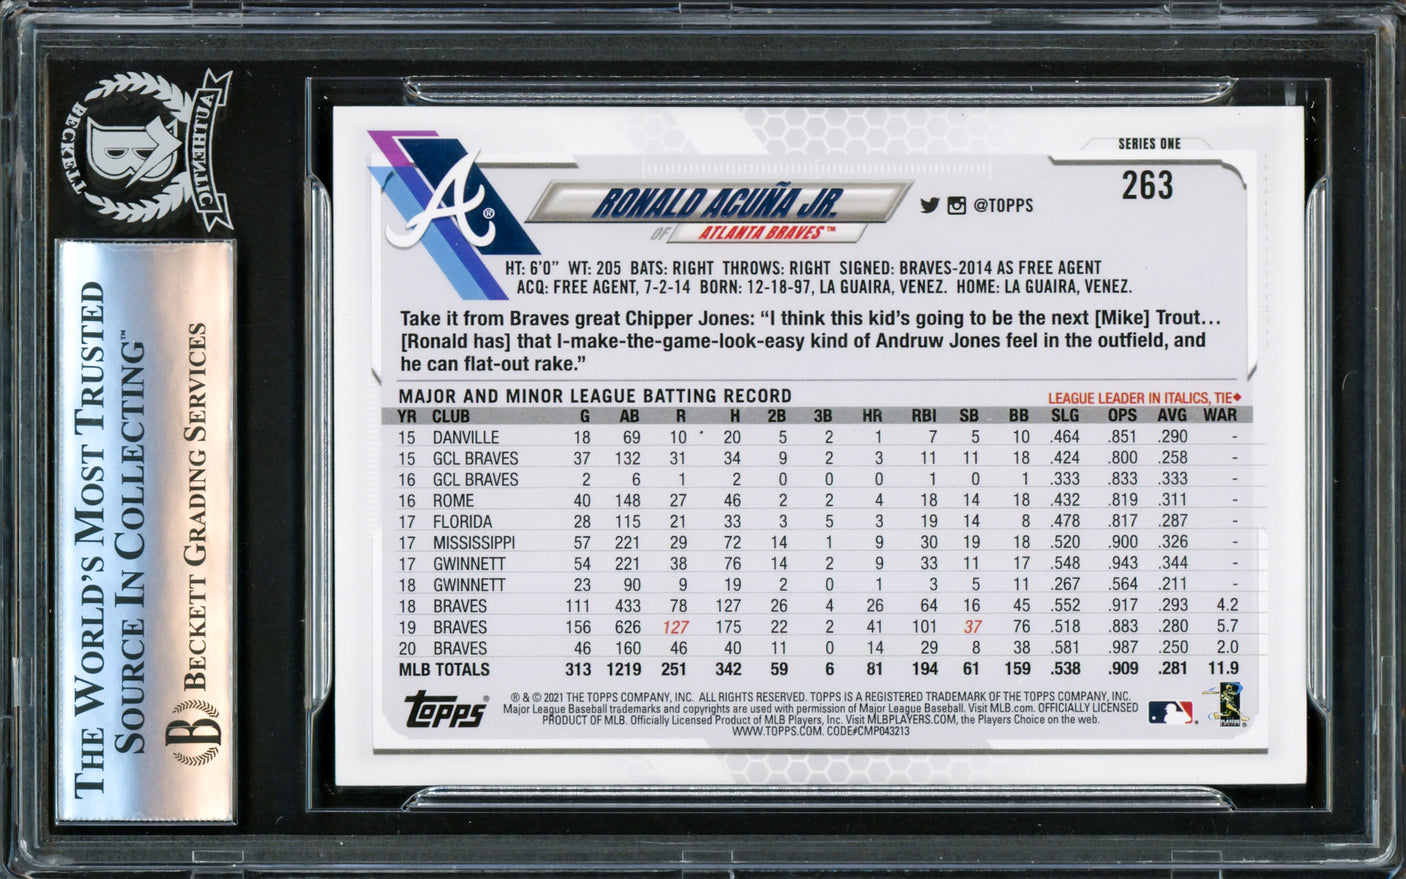 BECKETT
AUTHENTIC
B
THE WORLD'S MOST TRUSTED
SOURCE IN COLLECTING™
B BECKETT GRADING SERVICES
SERIES ONE
263
A®
RONALD ACUÑA JR.
OF ATLANTA BRAVES™
@TOPPS
HT: 6'0" WT: 205 BATS: RIGHT THROWS: RIGHT SIGNED: BRAVES-2014 AS FREE AGENT
ACQ: FREE AGENT, 7-2-14 BORN: 12-18-97, LA GUAIRA, VENEZ. HOME: LA GUAIRA, VENEZ.
Take it from Braves great Chipper Jones: “I think this kid’s going to be the next [Mike] Trout...
[Ronald has] that I-make-the-game-look-easy kind of Andruw Jones feel in the outfield, and
he can flat-out rake.”
MAJOR AND MINOR LEAGUE BATTING RECORD LEAGUE LEADER IN ITALICS, TIE◆
YR CLUB G AB R H 2B 3B HR RBI SB BB SLG OPS AVG WAR
15 DANVILLE 18 69 10 20 5 2 1 7 5 10 .464 .851 .290 -
15 GCL BRAVES 37 132 31 34 9 2 3 11 11 18 .424 .800 .258 -
16 GCL BRAVES 2 6 1 2 0 0 0 1 0 1 .333 .833 .333 -
16 ROME 40 148 27 46 2 2 4 18 14 18 .432 .819 .311 -
17 FLORIDA 28 115 21 33 3 5 3 19 14 8 .478 .817 .287 -
17 MISSISSIPPI 57 221 29 72 14 1 9 30 19 18 .520 .900 .326 -
17 GWINNETT 54 221 38 76 14 2 9 33 11 17 .548 .943 .344 -
18 GWINNETT 23 90 9 19 2 0 1 3 5 11 .267 .564 .211 -
18 BRAVES 111 433 78 127 26 4 26 64 16 45 .552 .917 .293 4.2
19 BRAVES 156 626 127 175 22 2 41 101 37 76 .518 .883 .280 5.7
20 BRAVES 46 160 46 40 11 0 14 29 8 38 .581 .987 .250 2.0
MLB TOTALS 313 1219 251 342 59 6 81 194 61 159 .538 .909 .281 11.9
TOPPS®
® & © 2021 THE TOPPS COMPANY, INC. ALL RIGHTS RESERVED. TOPPS IS A REGISTERED TRADEMARK OF THE TOPPS COMPANY, INC.
Major League Baseball trademarks and copyrights are used with permission of Major League Baseball. Visit MLB.com. OFFICIALLY LICENSED
PRODUCT OF MLB. Officially Licensed Product of MLB Players, Inc. Visit MLBPLAYERS.COM, the Players Choice on the web.
WWW.TOPPS.COM. CODE#CMP043213